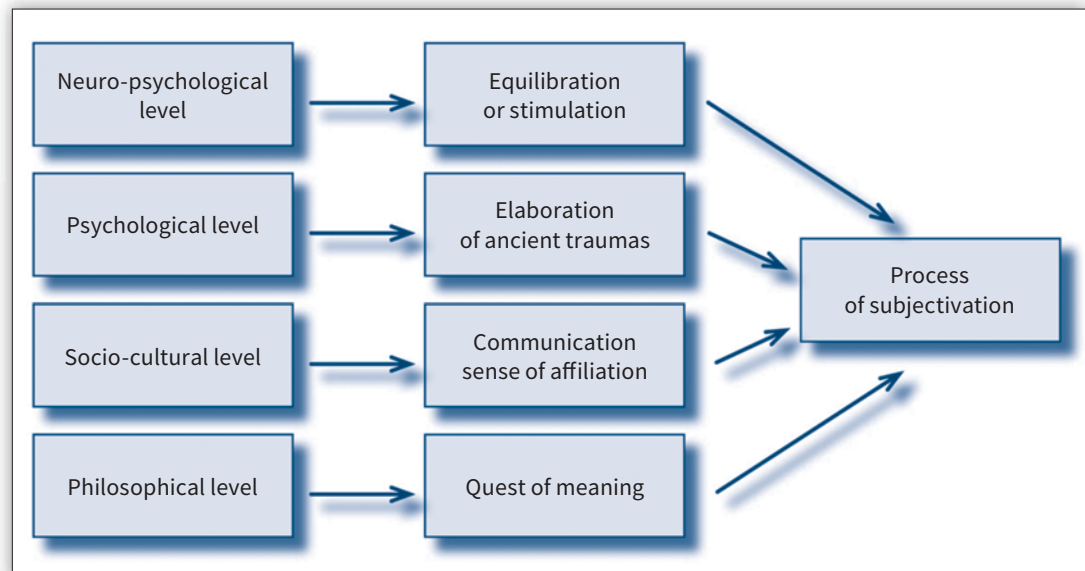 Neuro-psychological
level
Equilibration
or stimulation
Psychological level
Elaboration
of ancient traumas
Process
of subjectivation
Socio-cultural level
Communication
sense of affiliation
Philosophical level
Quest of meaning